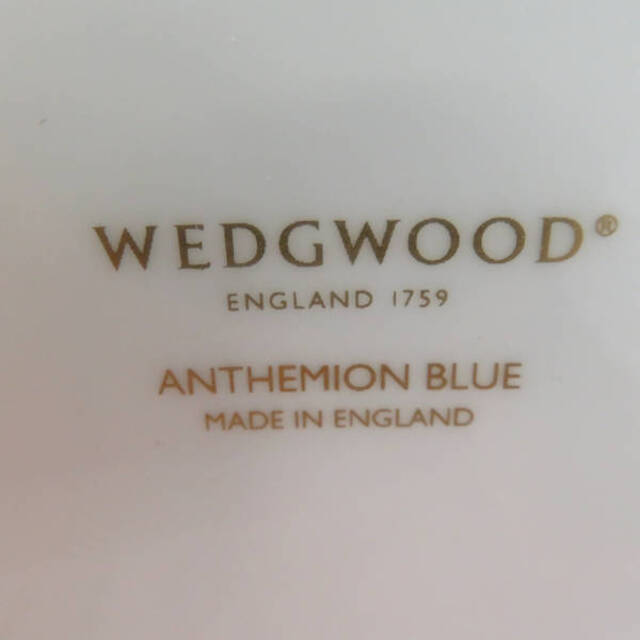 WEDGWOOD®
ENGLAND 1759
ANTHEMION BLUE
MADE IN ENGLAND